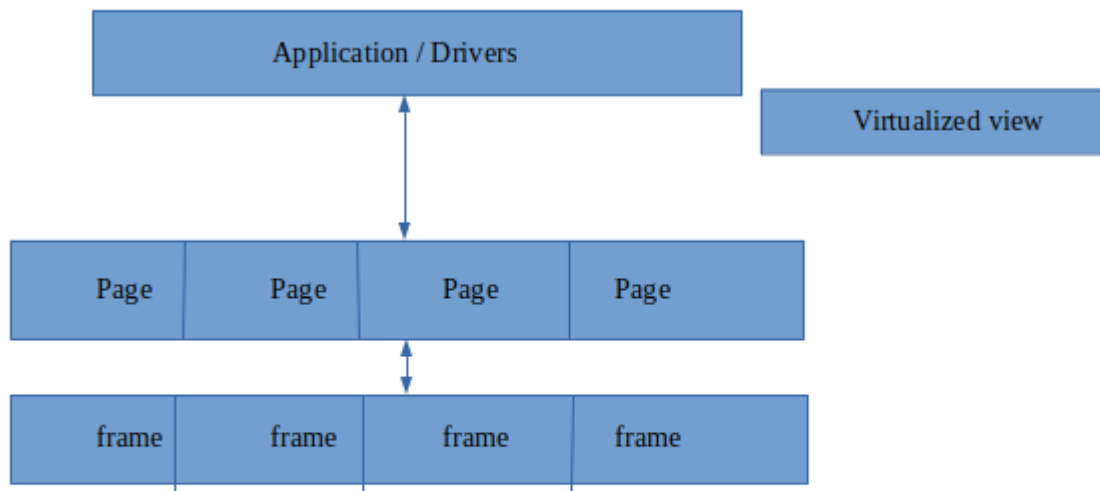 Application / Drivers
Virtualized view
Page Page Page Page
frame frame frame frame